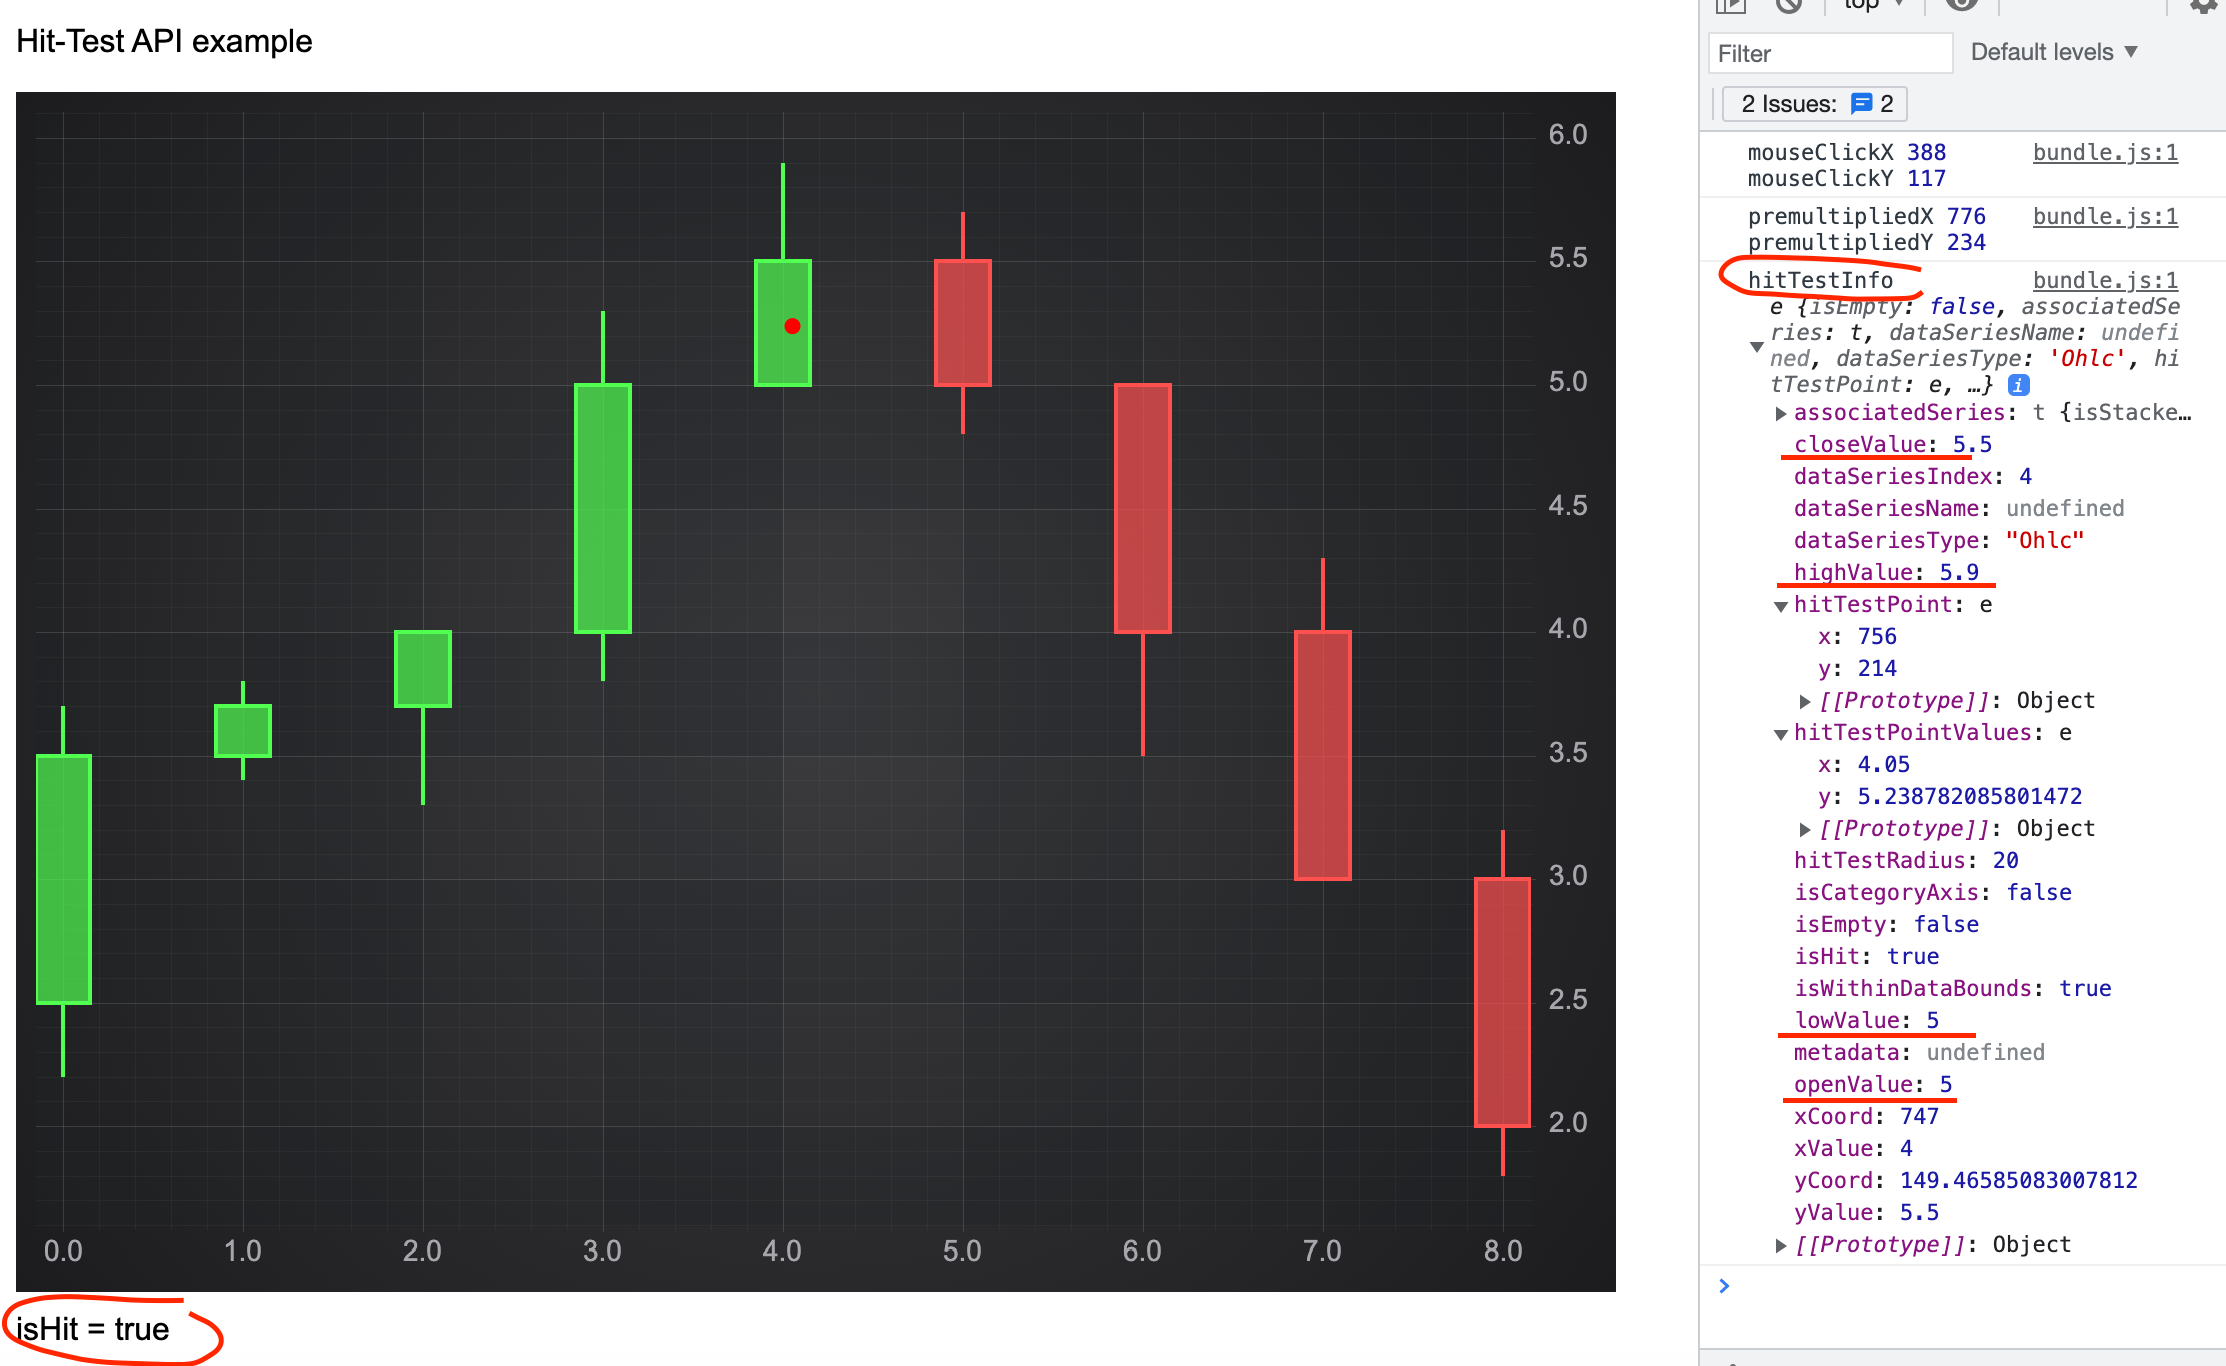 Hit-Test API example
6.0
5.5
5.0
4.5
4.0
3.5
3.0
2.5
2.0
0.0 1.0 2.0 3.0 4.0 5.0 6.0 7.0 8.0
isHit = true
top
Filter Default levels
2 Issues: 2
mouseClickX 388 bundle.js:1
mouseClickY 117
premultipliedX 776 bundle.js:1
premultipliedY 234
hitTestInfo bundle.js:1
e {isEmpty: false, associatedSe
ries: t, dataSeriesName: undefi
ned, dataSeriesType: 'Ohlc', hi
tTestPoint: e, …} i
associatedSeries: t {isStacke…
closeValue: 5.5
dataSeriesIndex: 4
dataSeriesName: undefined
dataSeriesType: "Ohlc"
highValue: 5.9
hitTestPoint: e
x: 756
y: 214
[[Prototype]]: Object
hitTestPointValues: e
x: 4.05
y: 5.238782085801472
[[Prototype]]: Object
hitTestRadius: 20
isCategoryAxis: false
isEmpty: false
isHit: true
isWithinDataBounds: true
lowValue: 5
metadata: undefined
openValue: 5
xCoord: 747
xValue: 4
yCoord: 149.46585083007812
yValue: 5.5
[[Prototype]]: Object